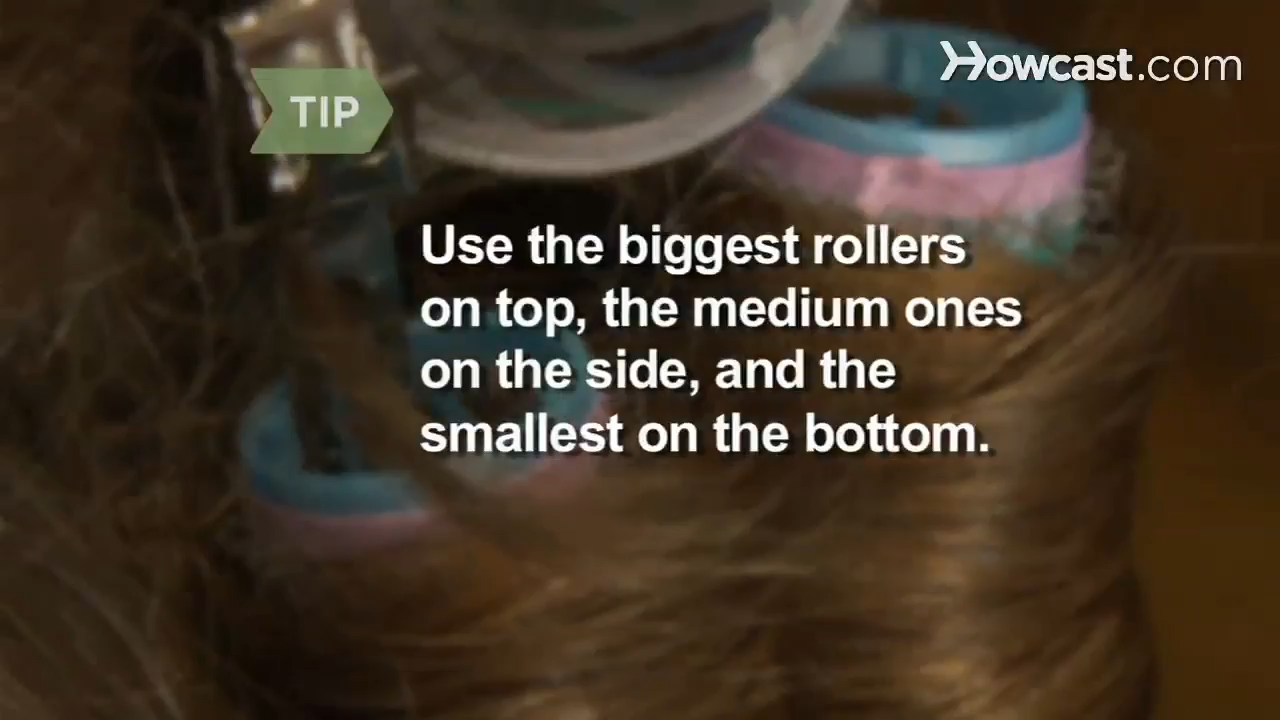 Howcast.com
TIP
Use the biggest rollers
on top, the medium ones
on the side, and the
smallest on the bottom.